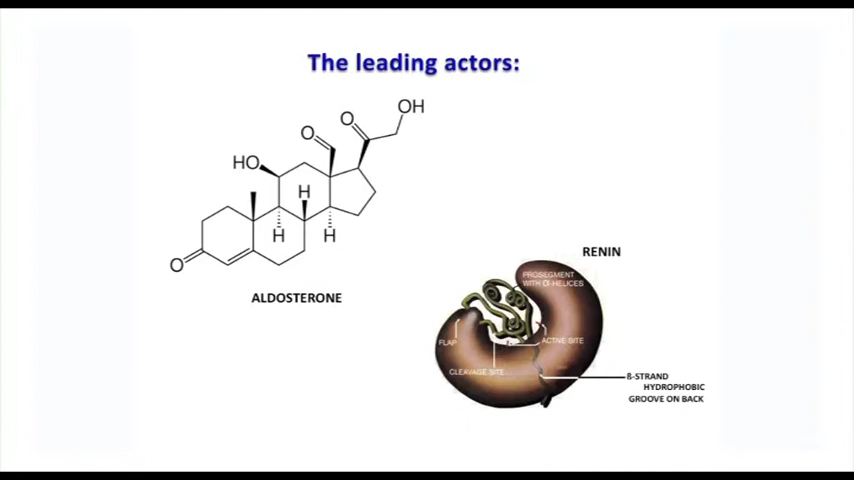 The leading actors:
O
O
OH
HO
H
H
H
O
ALDOSTERONE
RENIN
PROSEGMENT
WITH α-HELICES
FLAP
ACTIVE SITE
CLEAVAGE SITE
ß-STRAND
HYDROPHOBIC
GROOVE ON BACK